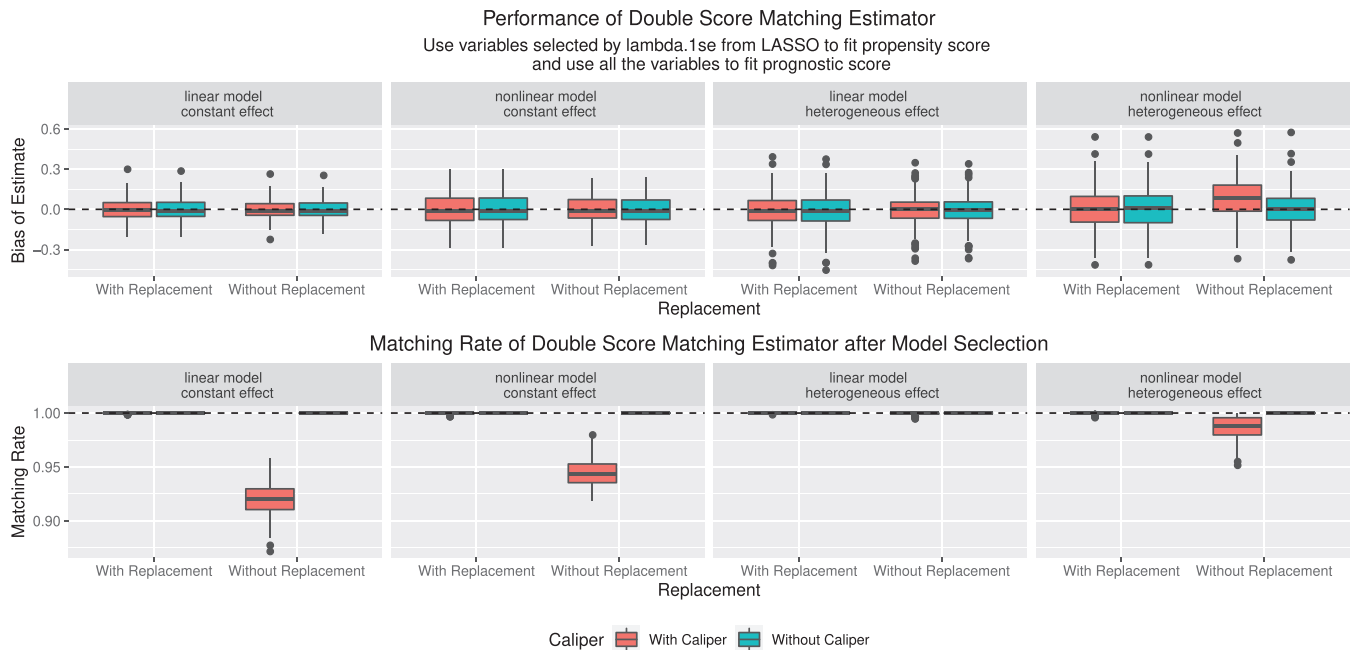 Performance of Double Score Matching Estimator
Use variables selected by lambda.1se from LASSO to fit propensity score
and use all the variables to fit prognostic score
linear model
constant effect
nonlinear model
constant effect
linear model
heterogeneous effect
nonlinear model
heterogeneous effect
Bias of Estimate
0.6
0.3
0.0
−0.3
With Replacement
Without Replacement
With Replacement
Without Replacement
With Replacement
Without Replacement
With Replacement
Without Replacement
Replacement
Matching Rate of Double Score Matching Estimator after Model Seclection
linear model
constant effect
nonlinear model
constant effect
linear model
heterogeneous effect
nonlinear model
heterogeneous effect
Matching Rate
1.00
0.95
0.90
With Replacement
Without Replacement
With Replacement
Without Replacement
With Replacement
Without Replacement
With Replacement
Without Replacement
Replacement
Caliper
With Caliper
Without Caliper